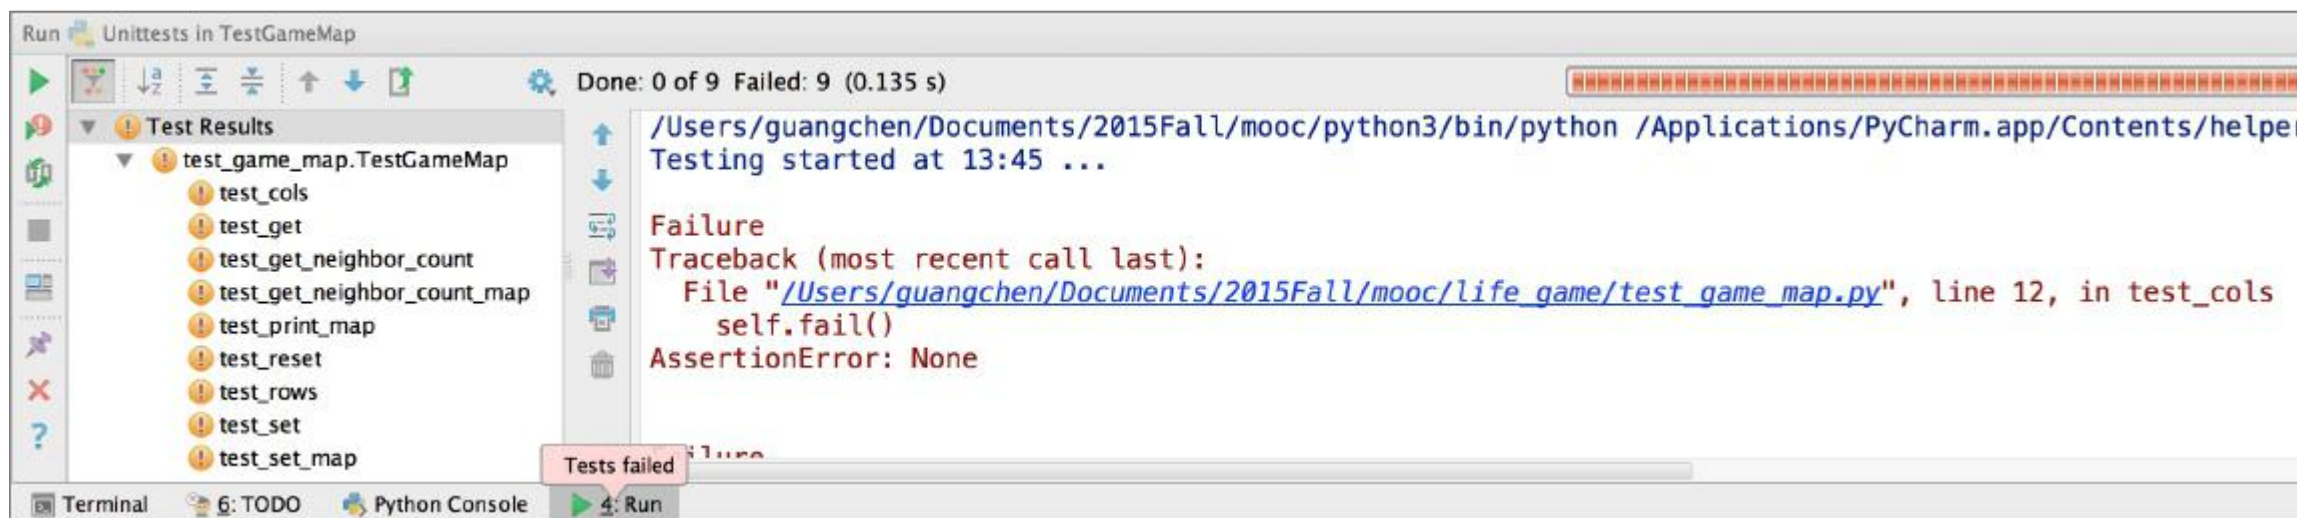 Run Unittests in TestGameMap
Done: 0 of 9 Failed: 9 (0.135 s)
Test Results
test_game_map.TestGameMap
test_cols
test_get
test_get_neighbor_count
test_get_neighbor_count_map
test_print_map
test_reset
test_rows
test_set
test_set_map
/Users/guangchen/Documents/2015Fall/mooc/python3/bin/python /Applications/PyCharm.app/Contents/helper
Testing started at 13:45 ...
Failure
Traceback (most recent call last):
File "/Users/guangchen/Documents/2015Fall/mooc/life_game/test_game_map.py", line 12, in test_cols
self.fail()
AssertionError: None
Tests failed
Terminal 6: TODO Python Console 4: Run